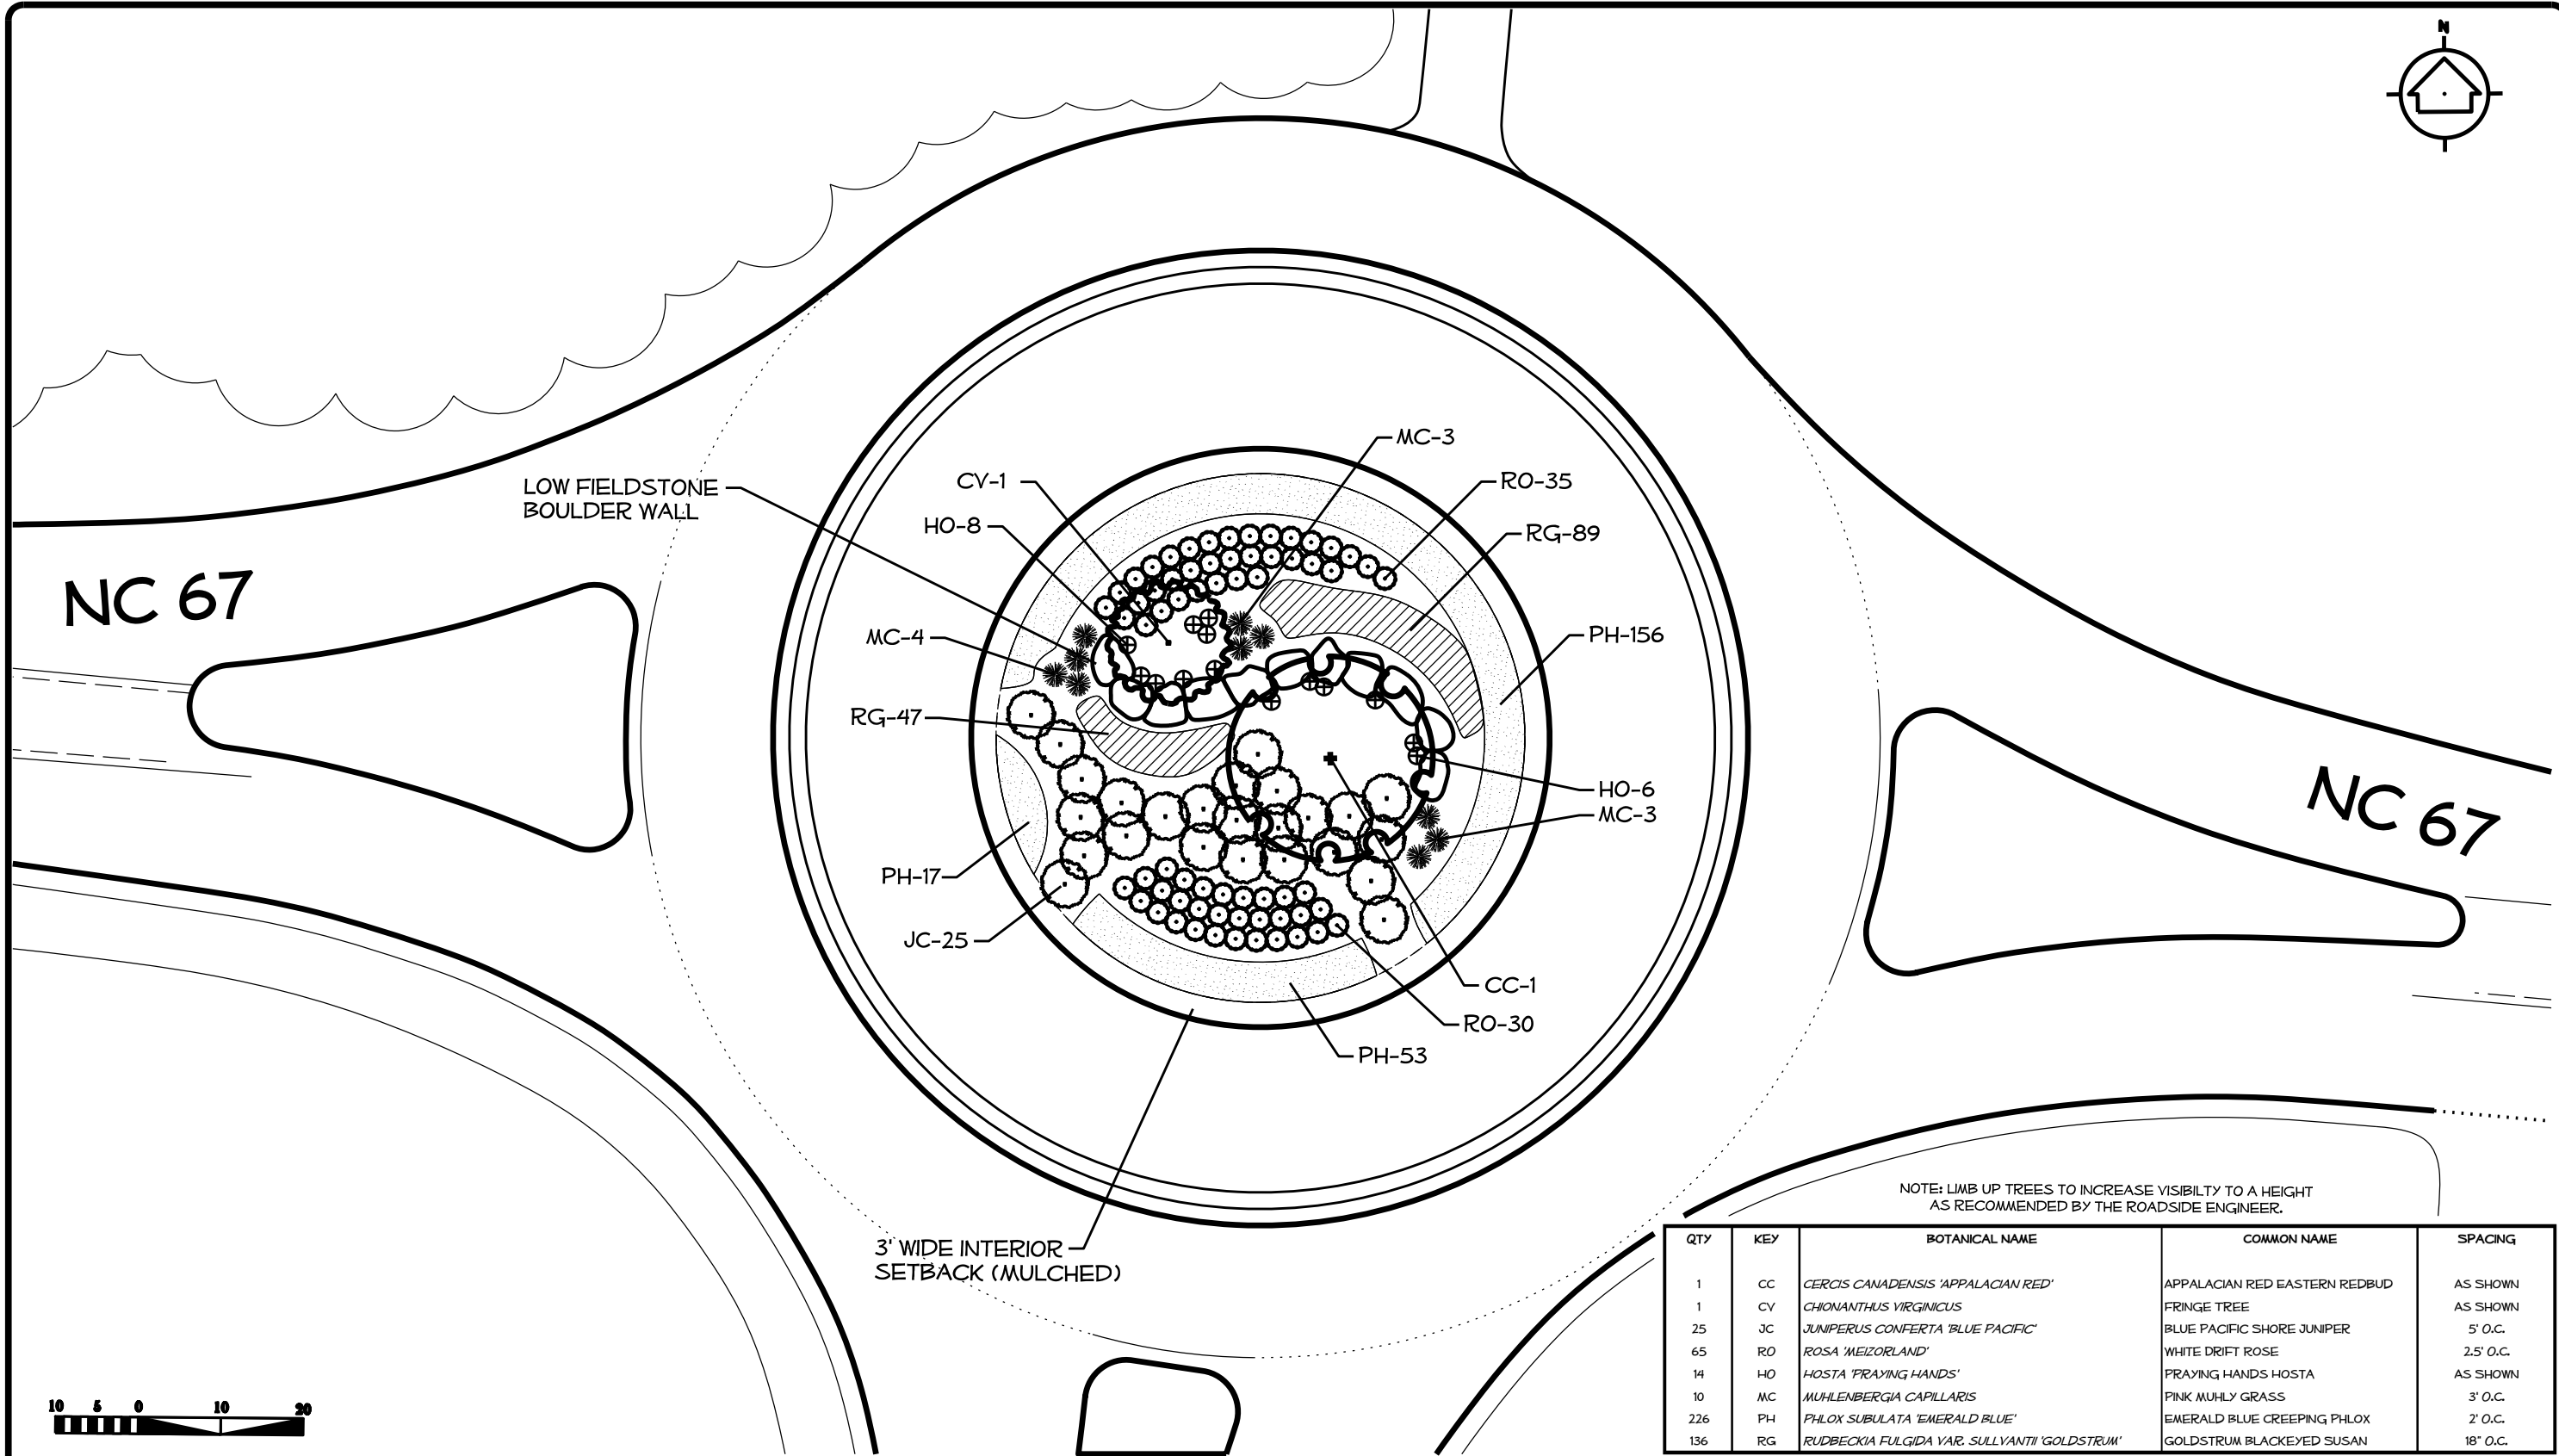 N
MC-3
CV-1
RO-35
LOW FIELDSTONE
BOULDER WALL
HO-8
RG-89
NC 67
MC-4
PH-156
RG-47
HO-6
MC-3
NC 67
PH-17
JC-25
CC-1
RO-30
PH-53
3' WIDE INTERIOR
SETBACK (MULCHED)
NOTE: LIMB UP TREES TO INCREASE VISIBILTY TO A HEIGHT
AS RECOMMENDED BY THE ROADSIDE ENGINEER.
QTY KEY BOTANICAL NAME COMMON NAME SPACING
1 CC CERCIS CANADENSIS 'APPALACIAN RED' APPALACIAN RED EASTERN REDBUD AS SHOWN
1 CV CHIONANTHUS VIRGINICUS FRINGE TREE AS SHOWN
25 JC JUNIPERUS CONFERTA 'BLUE PACIFIC' BLUE PACIFIC SHORE JUNIPER 5' O.C.
65 RO ROSA 'MEIZORLAND' WHITE DRIFT ROSE 2.5' O.C.
14 HO HOSTA 'PRAYING HANDS' PRAYING HANDS HOSTA AS SHOWN
10 MC MUHLENBERGIA CAPILLARIS PINK MUHLY GRASS 3' O.C.
226 PH PHLOX SUBULATA 'EMERALD BLUE' EMERALD BLUE CREEPING PHLOX 2' O.C.
136 RG RUDBECKIA FULGIDA VAR. SULLVANTII 'GOLDSTRUM' GOLDSTRUM BLACKEYED SUSAN 18" O.C.
10 5 0 10 20